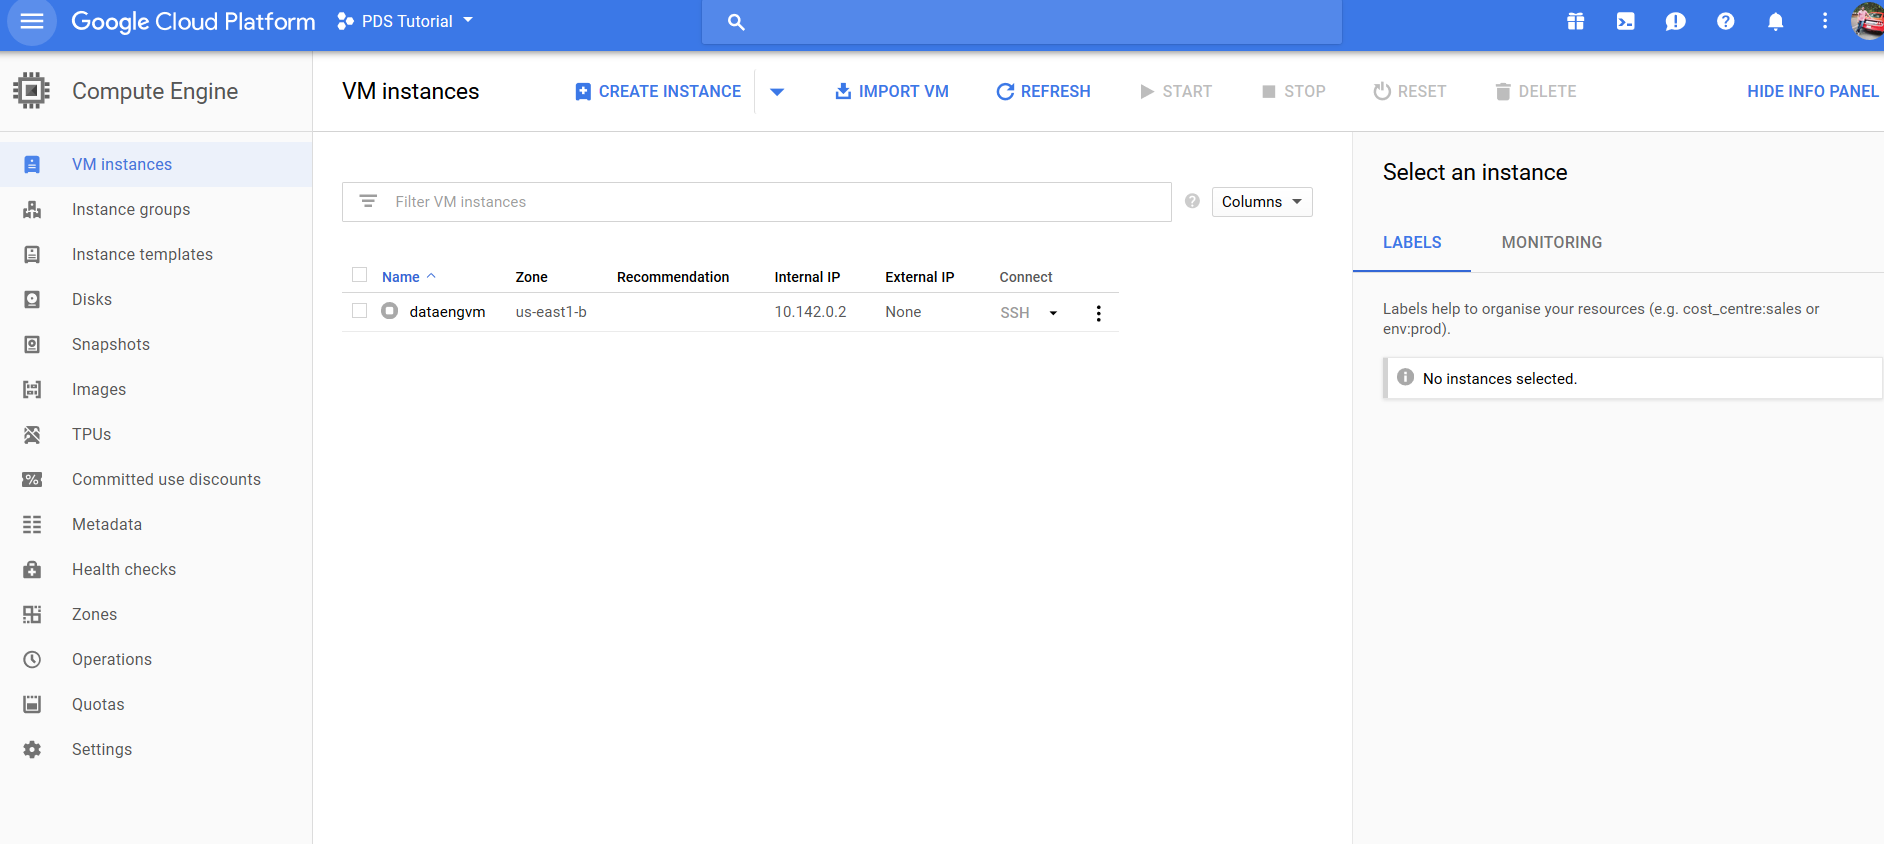 Google Cloud Platform PDS Tutorial
Compute Engine
VM instances CREATE INSTANCE IMPORT VM REFRESH START STOP RESET DELETE HIDE INFO PANEL
VM instances
Instance groups
Instance templates
Disks
Snapshots
Images
TPUs
Committed use discounts
Metadata
Health checks
Zones
Operations
Quotas
Settings
Filter VM instances Columns
Name Zone Recommendation Internal IP External IP Connect
dataengvm us-east1-b 10.142.0.2 None SSH
Select an instance
LABELS MONITORING
Labels help to organise your resources (e.g. cost_centre:sales or
env:prod).
No instances selected.